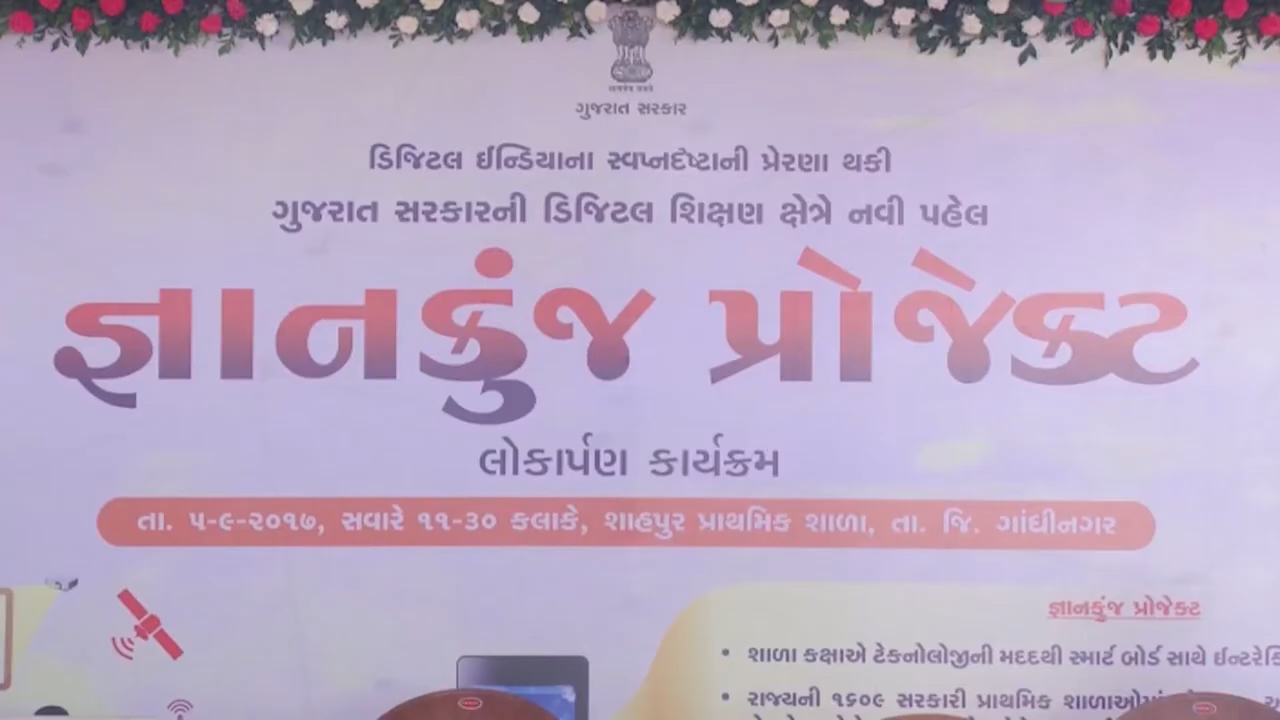 ગુજરાત સરકાર
ડિજિટલ ઈન્ડિયાના સ્વપ્નદૃષ્ટાની પ્રેરણા થકી
ગુજરાત સરકારની ડિજિટલ શિક્ષણ ક્ષેત્રે નવી પહેલ
જ્ઞાનકુંજ પ્રોજેક્ટ
લોકાર્પણ કાર્યક્રમ
તા. ૫-૯-૨૦૧૭, સવારે ૧૧-૩૦ કલાકે, શાહપુર પ્રાથમિક શાળા, તા. જિ. ગાંધીનગર
જ્ઞાનકુંજ પ્રોજેક્ટ
• શાળા કક્ષાએ ટેકનોલોજીની મદદથી સ્માર્ટ બોર્ડ સાથે
• રાજ્યની ૧૬૦૯ સરકારી પ્રાથમિક